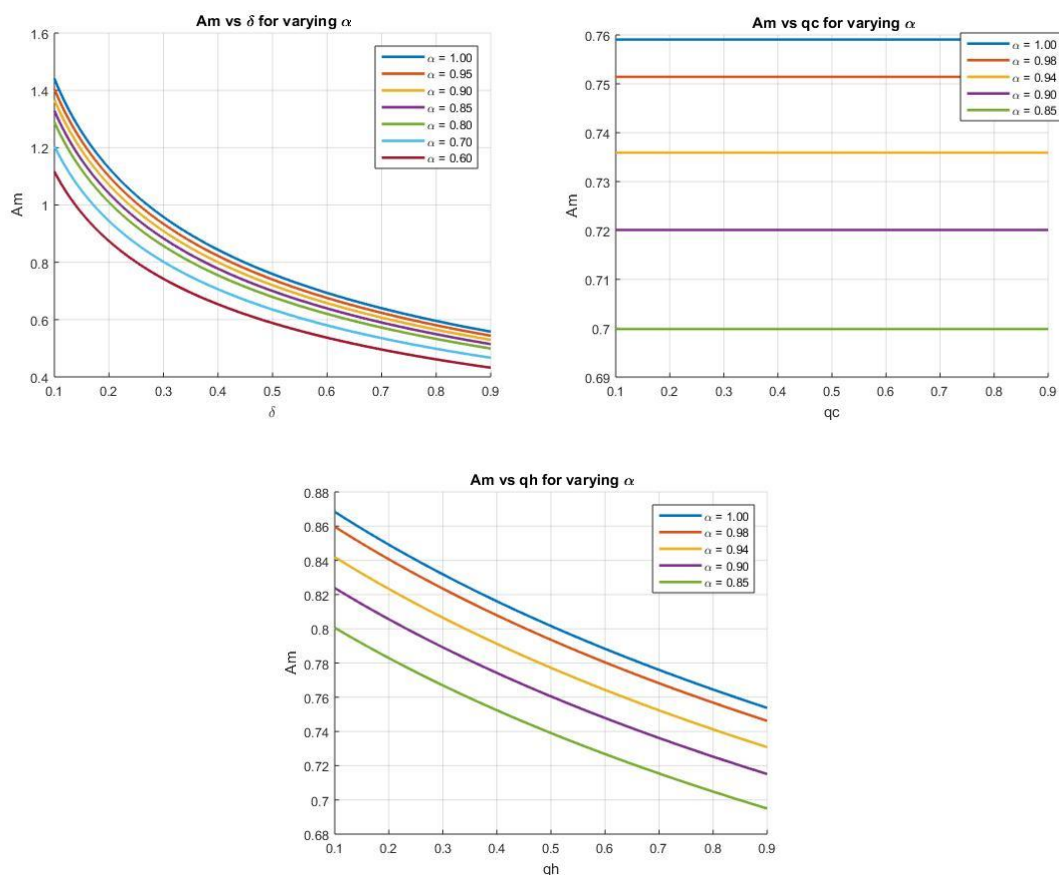 Am vs δ for varying α
1.6
1.4
1.2
1
0.8
0.6
0.4
Am
0.1 0.2 0.3 0.4 0.5 0.6 0.7 0.8 0.9
δ
α = 1.00
α = 0.95
α = 0.90
α = 0.85
α = 0.80
α = 0.70
α = 0.60
Am vs qc for varying α
0.76
0.75
0.74
0.73
0.72
0.71
0.7
0.69
Am
0.1 0.2 0.3 0.4 0.5 0.6 0.7 0.8 0.9
qc
α = 1.00
α = 0.98
α = 0.94
α = 0.90
α = 0.85
Am vs qh for varying α
0.88
0.86
0.84
0.82
0.8
0.78
0.76
0.74
0.72
0.7
0.68
Am
0.1 0.2 0.3 0.4 0.5 0.6 0.7 0.8 0.9
qh
α = 1.00
α = 0.98
α = 0.94
α = 0.90
α = 0.85